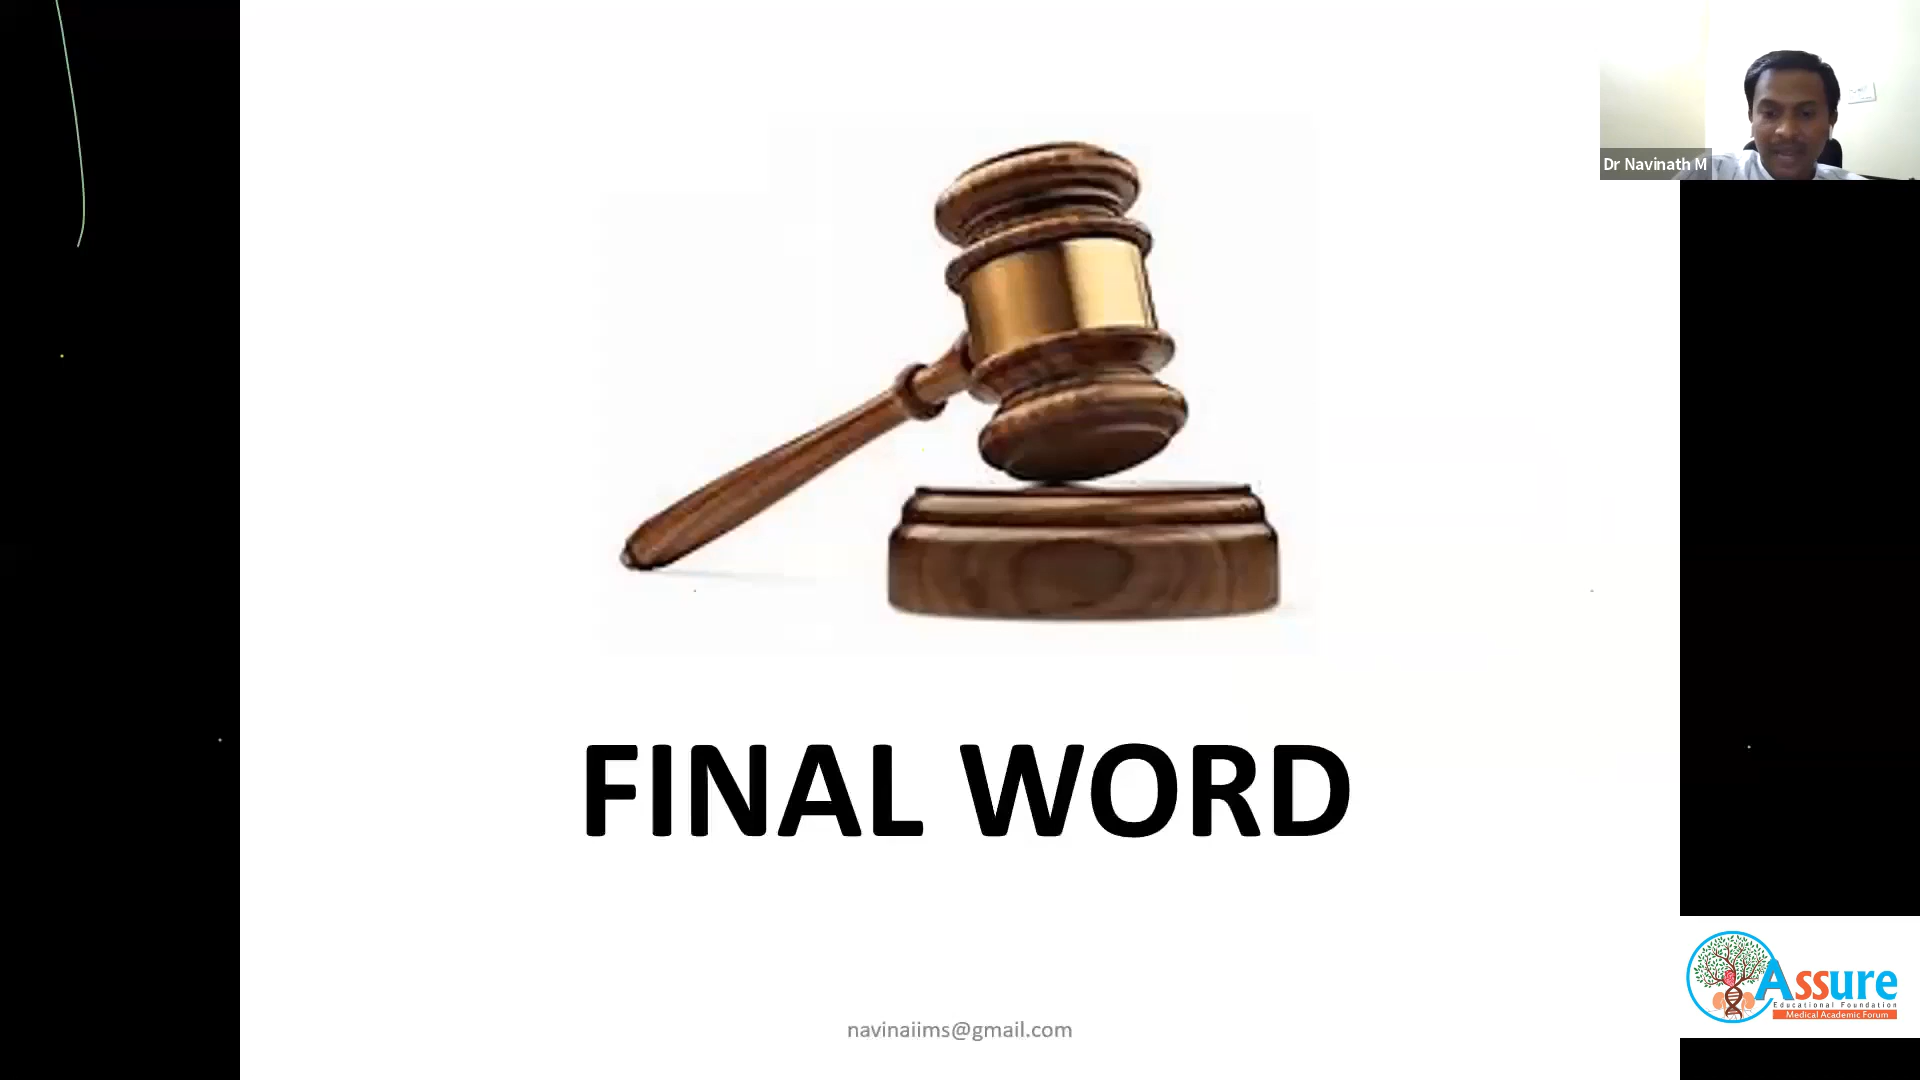 Dr Navinath M
FINAL WORD
navinaiims@gmail.com
Assure
Educational Foundation
Medical Academic Forum